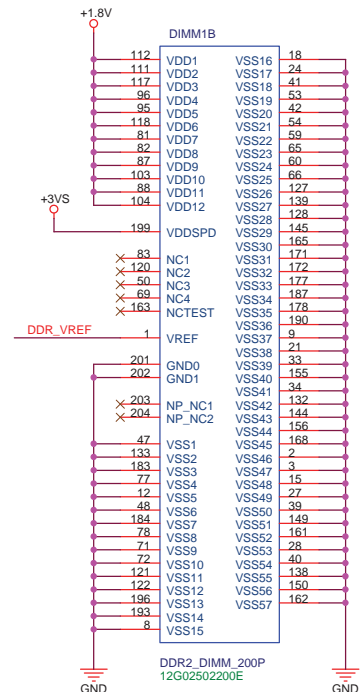 +1.8V
DIMM1B
112 VDD1 VSS16 18
111 VDD2 VSS17 24
117 VDD3 VSS18 41
96 VDD4 VSS19 53
95 VDD5 VSS20 42
118 VDD6 VSS21 54
81 VDD7 VSS22 59
82 VDD8 VSS23 65
87 VDD9 VSS24 60
103 VDD10 VSS25 66
88 VDD11 VSS26 127
104 VDD12 VSS27 139
+3VS
VSS28 128
199 VDDSPD VSS29 145
VSS30 165
83 NC1 VSS31 171
120 NC2 VSS32 172
50 NC3 VSS33 177
69 NC4 VSS34 187
163 NCTEST VSS35 178
VSS36 190
DDR_VREF 1 VREF VSS37 9
VSS38 21
201 GND0 VSS39 33
202 GND1 VSS40 155
VSS41 34
203 NP_NC1 VSS42 132
204 NP_NC2 VSS43 144
VSS44 156
47 VSS1 VSS45 168
133 VSS2 VSS46 2
183 VSS3 VSS47 3
77 VSS4 VSS48 15
12 VSS5 VSS49 27
48 VSS6 VSS50 39
184 VSS7 VSS51 149
78 VSS8 VSS52 161
71 VSS9 VSS53 28
72 VSS10 VSS54 40
121 VSS11 VSS55 138
122 VSS12 VSS56 150
196 VSS13 VSS57 162
193 VSS14
8 VSS15
DDR2_DIMM_200P
12G02502200E
GND GND